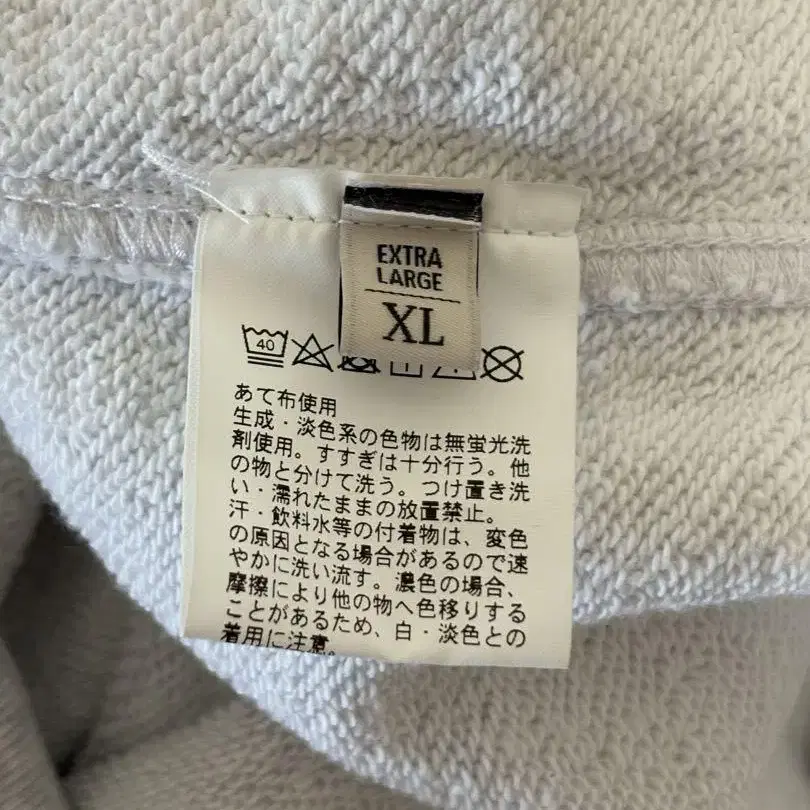 EXTRA
LARGE
XL
40
あて布使用
生成・淡色系の色物は無蛍光洗
剤使用。すすぎは十分行う。他
の物と分けて洗う。つけ置き洗
い・濡れたままの放置禁止。
汗・飲料水等の付着物は、変色
の原因となる場合があるので速
やかに洗い流す。濃色の場合、
摩擦により他の物へ色移りする
ことがあるため、白・淡色との
着用に注意。